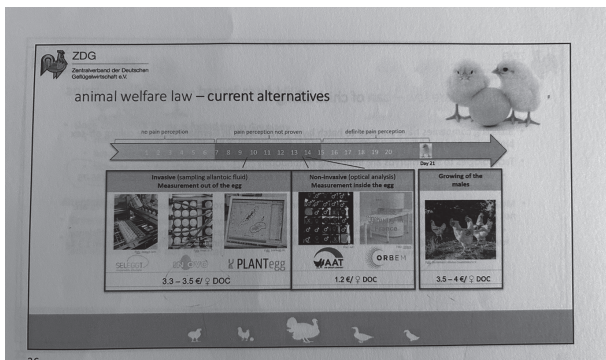 ZDG
Zentralverband der Deutschen
Geflügelwirtschaft e.V.
animal welfare law – current alternatives
no pain perception
pain perception not proven
definite pain perception
7 8 9 10 11 12 13 14 15 16 17 18 19 20
Day 21
Invasive (sampling allantoic fluid)
Measurement out of the egg
Non-invasive (optical analysis)
Measurement inside the egg
Growing of the
males
SELEGGT
PLANTegg
AAT
ORBEM
3.3 – 3.5 €/ ♀ DOC
1.2 €/ ♀ DOC
3.5 – 4 €/ ♀ DOC